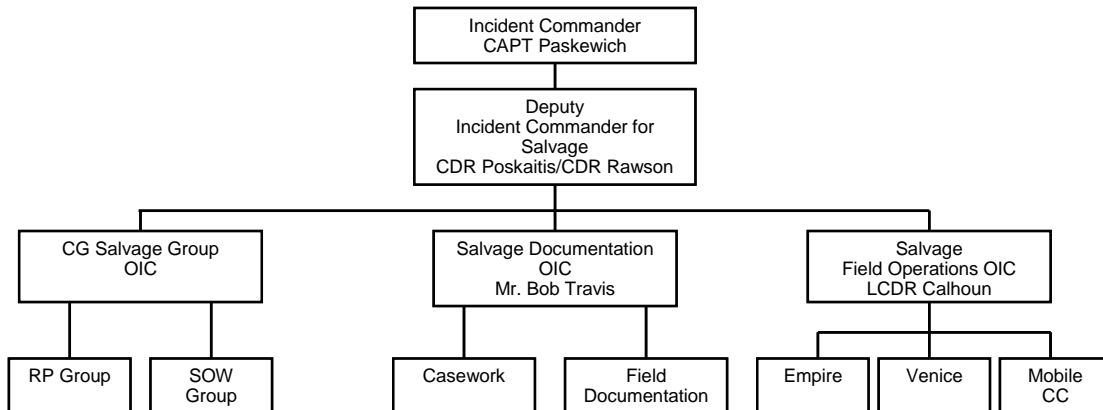 Incident Commander
CAPT Paskewich
Deputy
Incident Commander for
Salvage
CDR Poskaitis/CDR Rawson
CG Salvage Group
OIC
Salvage Documentation
OIC
Mr. Bob Travis
Salvage
Field Operations OIC
LCDR Calhoun
RP Group
SOW
Group
Casework
Field
Documentation
Empire
Venice
Mobile
CC